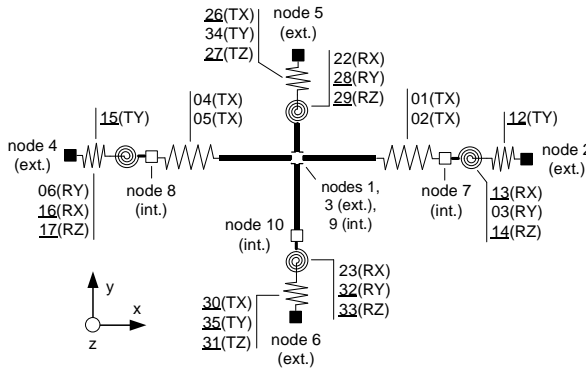 26(TX)
34(TY)
27(TZ)
node 5
(ext.)
22(RX)
28(RY)
29(RZ)
15(TY)
04(TX)
05(TX)
01(TX)
02(TX)
12(TY)
node 4
(ext.)
node 2
(ext.)
node 8
(int.)
nodes 1,
3 (ext.),
9 (int.)
node 7
(int.)
06(RY)
16(RX)
17(RZ)
13(RX)
03(RY)
14(RZ)
node 10
(int.)
23(RX)
32(RY)
33(RZ)
30(TX)
35(TY)
31(TZ)
node 6
(ext.)
y
x
z